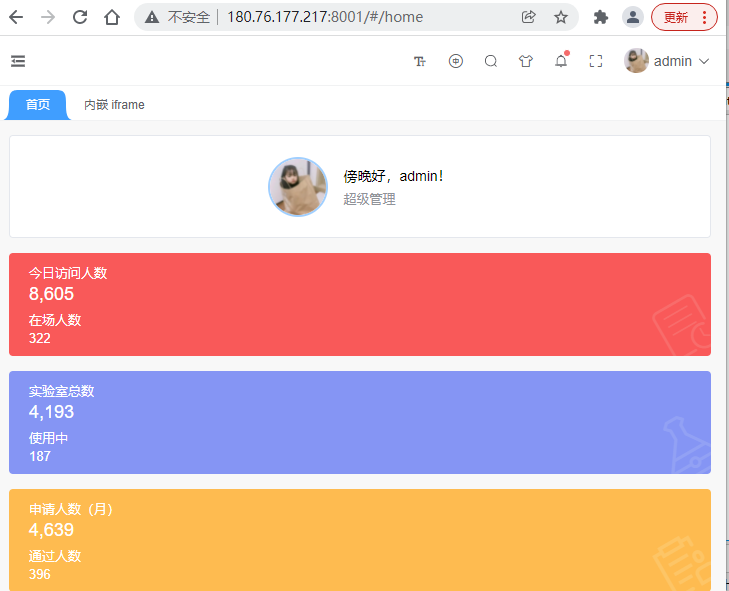 不安全 180.76.177.217:8001/#/home 更新
admin
首页 内嵌 iframe
傍晚好，admin！
超级管理
今日访问人数
8,605
在场人数
322
实验室总数
4,193
使用中
187
申请人数（月）
4,639
通过人数
396